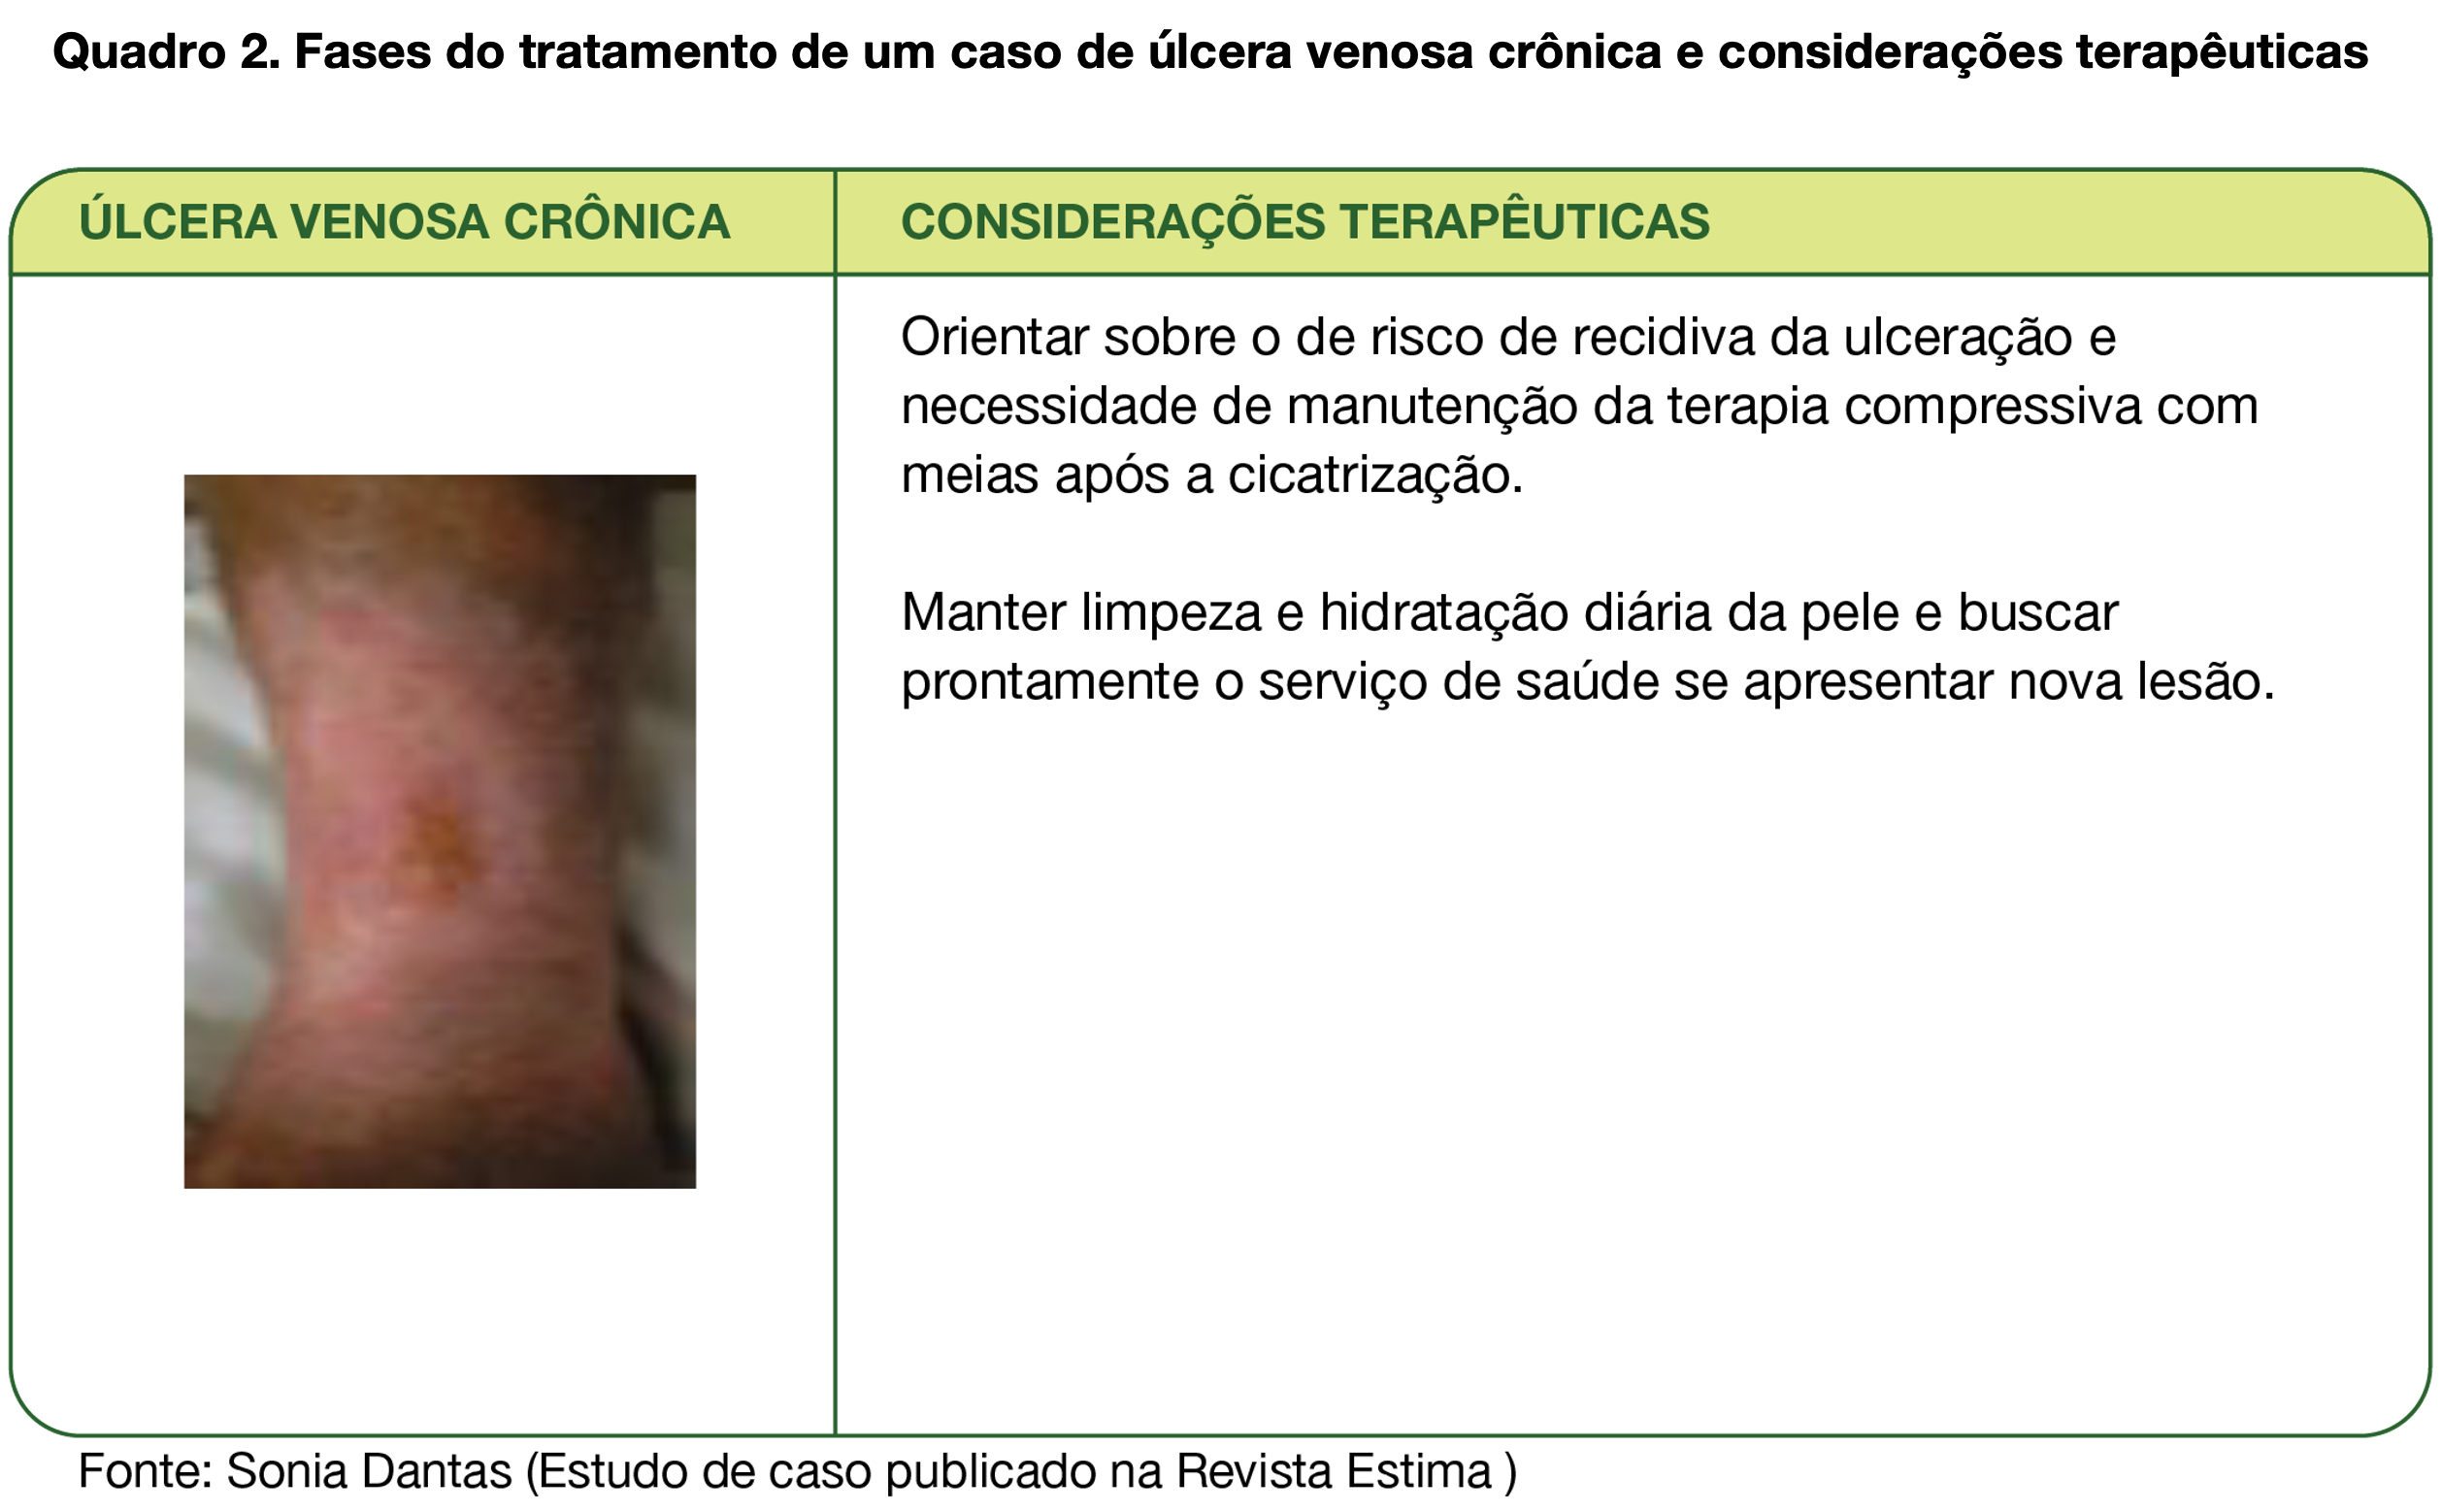 Quadro 2. Fases do tratamento de um caso de úlcera venosa crônica e considerações terapêuticas
ÚLCERA VENOSA CRÔNICA
CONSIDERAÇÕES TERAPÊUTICAS
Orientar sobre o de risco de recidiva da ulceração e
necessidade de manutenção da terapia compressiva com
meias após a cicatrização.
Manter limpeza e hidratação diária da pele e buscar
prontamente o serviço de saúde se apresentar nova lesão.
Fonte: Sonia Dantas (Estudo de caso publicado na Revista Estima )